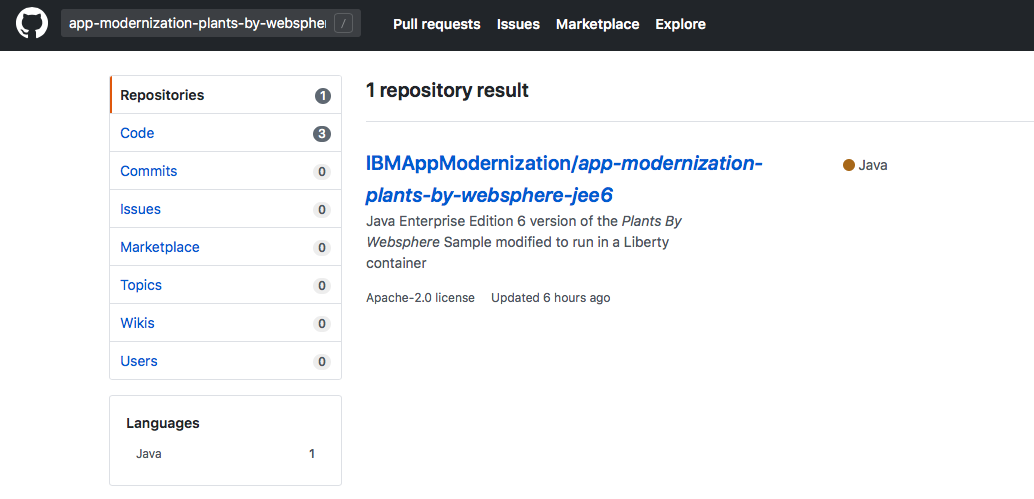 app-modernization-plants-by-webspher /
Pull requests Issues Marketplace Explore
Repositories 1
Code 3
Commits 0
Issues 0
Marketplace 0
Topics 0
Wikis 0
Users 0
Languages
Java 1
1 repository result
IBMAppModernization/app-modernization-
plants-by-websphere-jee6
Java
Java Enterprise Edition 6 version of the Plants By
Websphere Sample modified to run in a Liberty
container
Apache-2.0 license Updated 6 hours ago